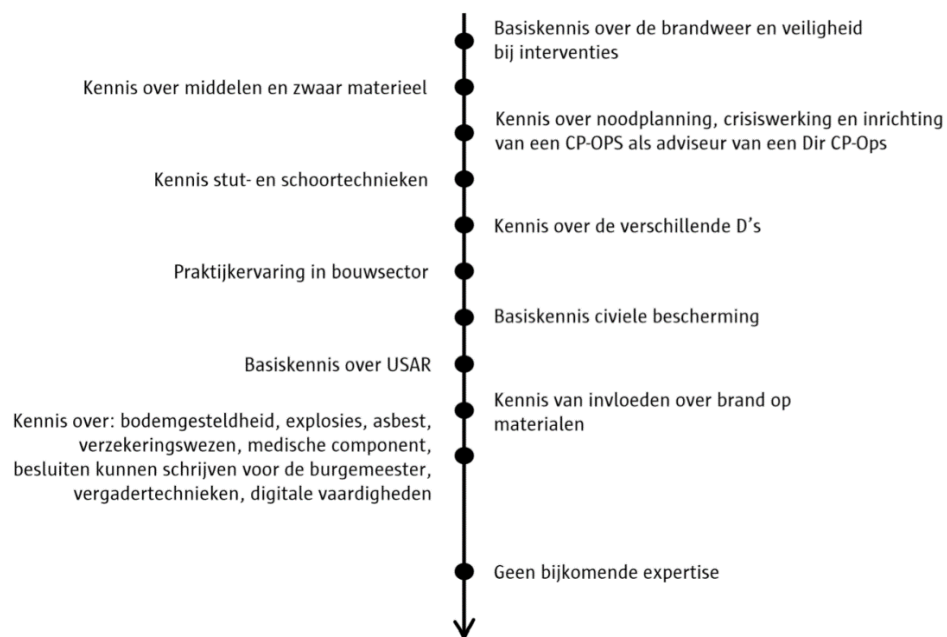 Basiskennis over de brandweer en veiligheid
bij interventies
Kennis over middelen en zwaar materieel
Kennis over noodplanning, crisiswerking en inrichting
van een CP-OPS als adviseur van een Dir CP-Ops
Kennis stut- en schoortechnieken
Kennis over de verschillende D's
Praktijkervaring in bouwsector
Basiskennis civiele bescherming
Basiskennis over USAR
Kennis van invloeden over brand op
materialen
Kennis over: bodemgesteldheid, explosies, asbest,
verzekeringswezen, medische component,
besluiten kunnen schrijven voor de burgemeester,
vergadertechnieken, digitale vaardigheden
Geen bijkomende expertise